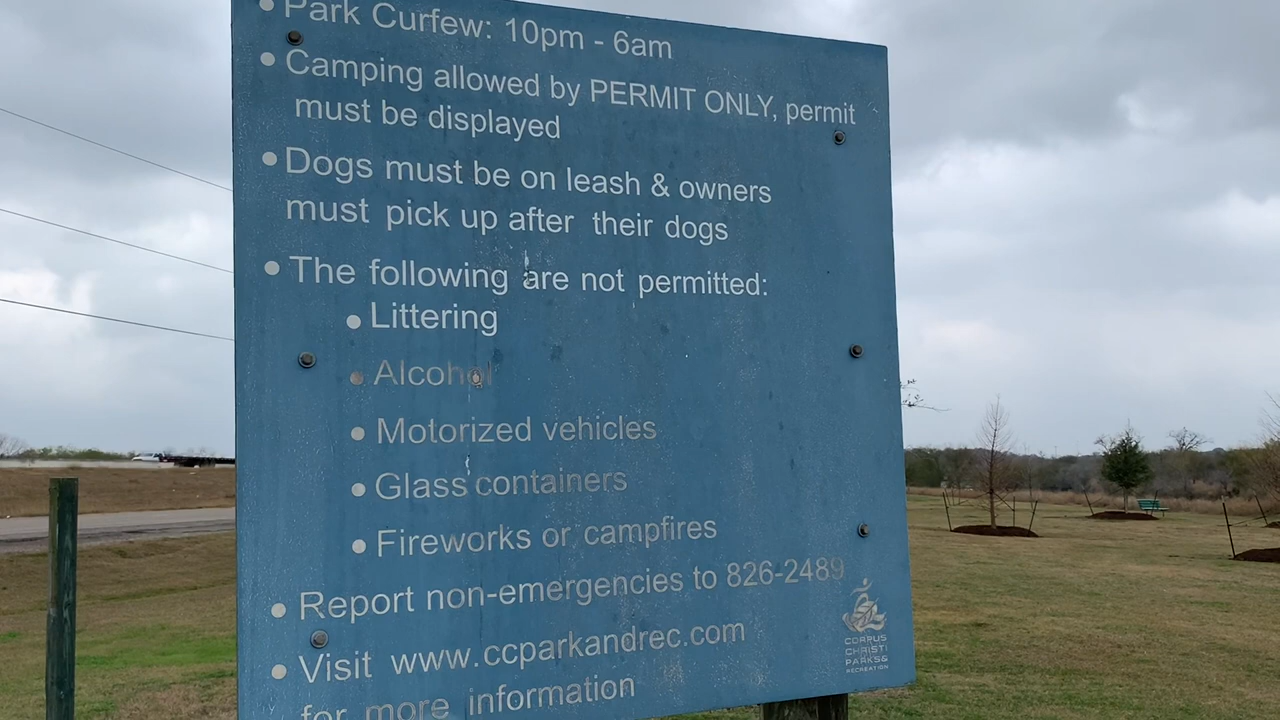 • Park Curfew: 10pm - 6am
• Camping allowed by PERMIT ONLY, permit
must be displayed
• Dogs must be on leash & owners
must pick up after their dogs
• The following are not permitted:
• Littering
• Alcohol
• Motorized vehicles
• Glass containers
• Fireworks or campfires
• Report non-emergencies to 826-2489
• Visit www.ccparkandrec.com
for more information
CORPUS
CHRISTI
PARKS&
RECREATION